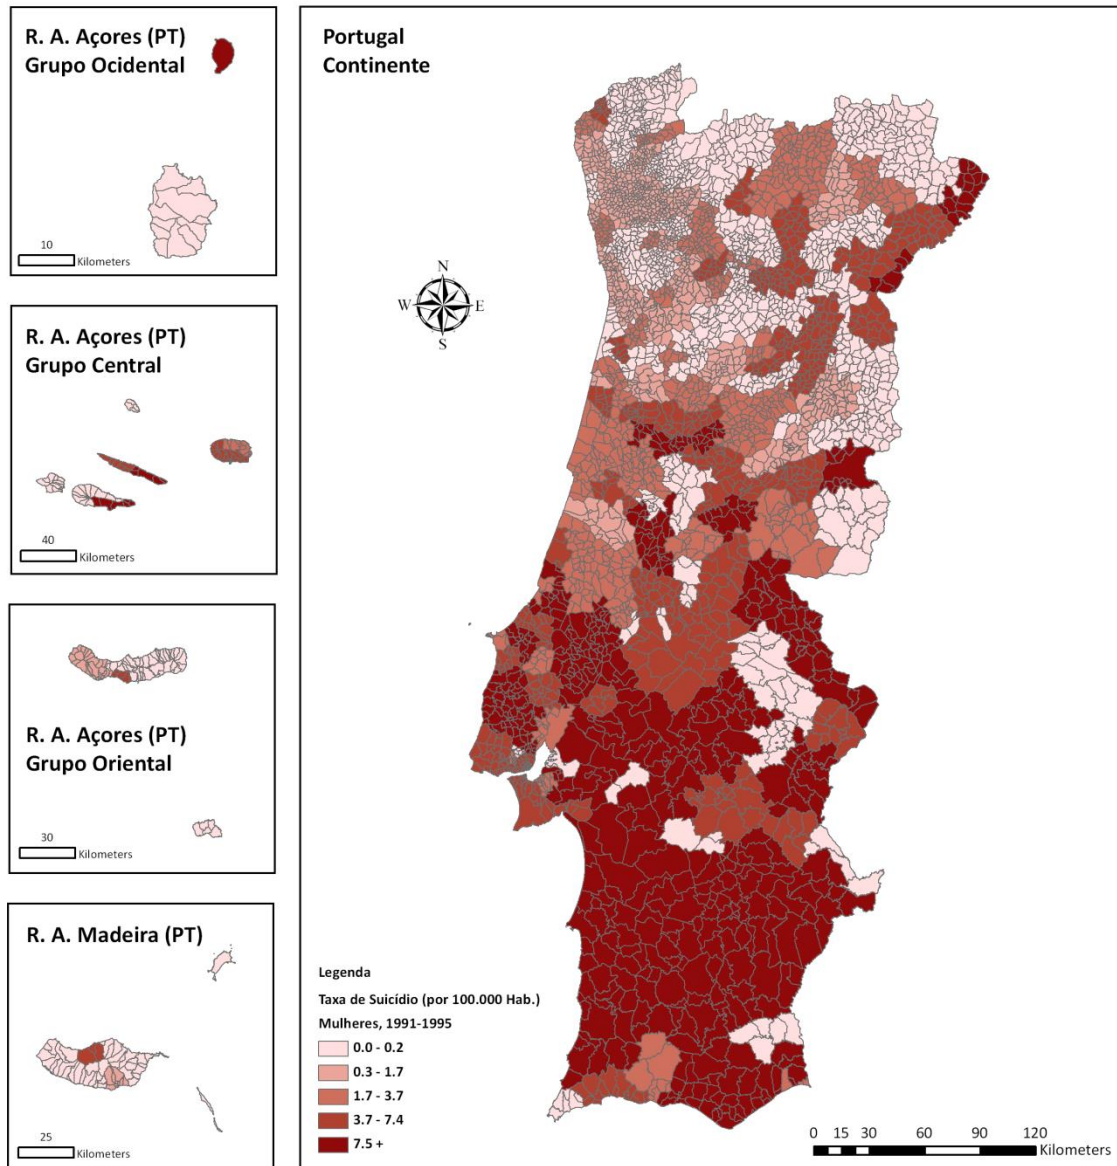 R. A. Açores (PT)
Grupo Ocidental
10
Kilometers
R. A. Açores (PT)
Grupo Central
40
Kilometers
R. A. Açores (PT)
Grupo Oriental
30
Kilometers
R. A. Madeira (PT)
25
Kilometers
Portugal
Continente
N
W E
S
Legenda
Taxa de Suicídio (por 100.000 Hab.)
Mulheres, 1991-1995
0.0 - 0.2
0.3 - 1.7
1.7 - 3.7
3.7 - 7.4
7.5 +
0 15 30 60 90 120
Kilometers